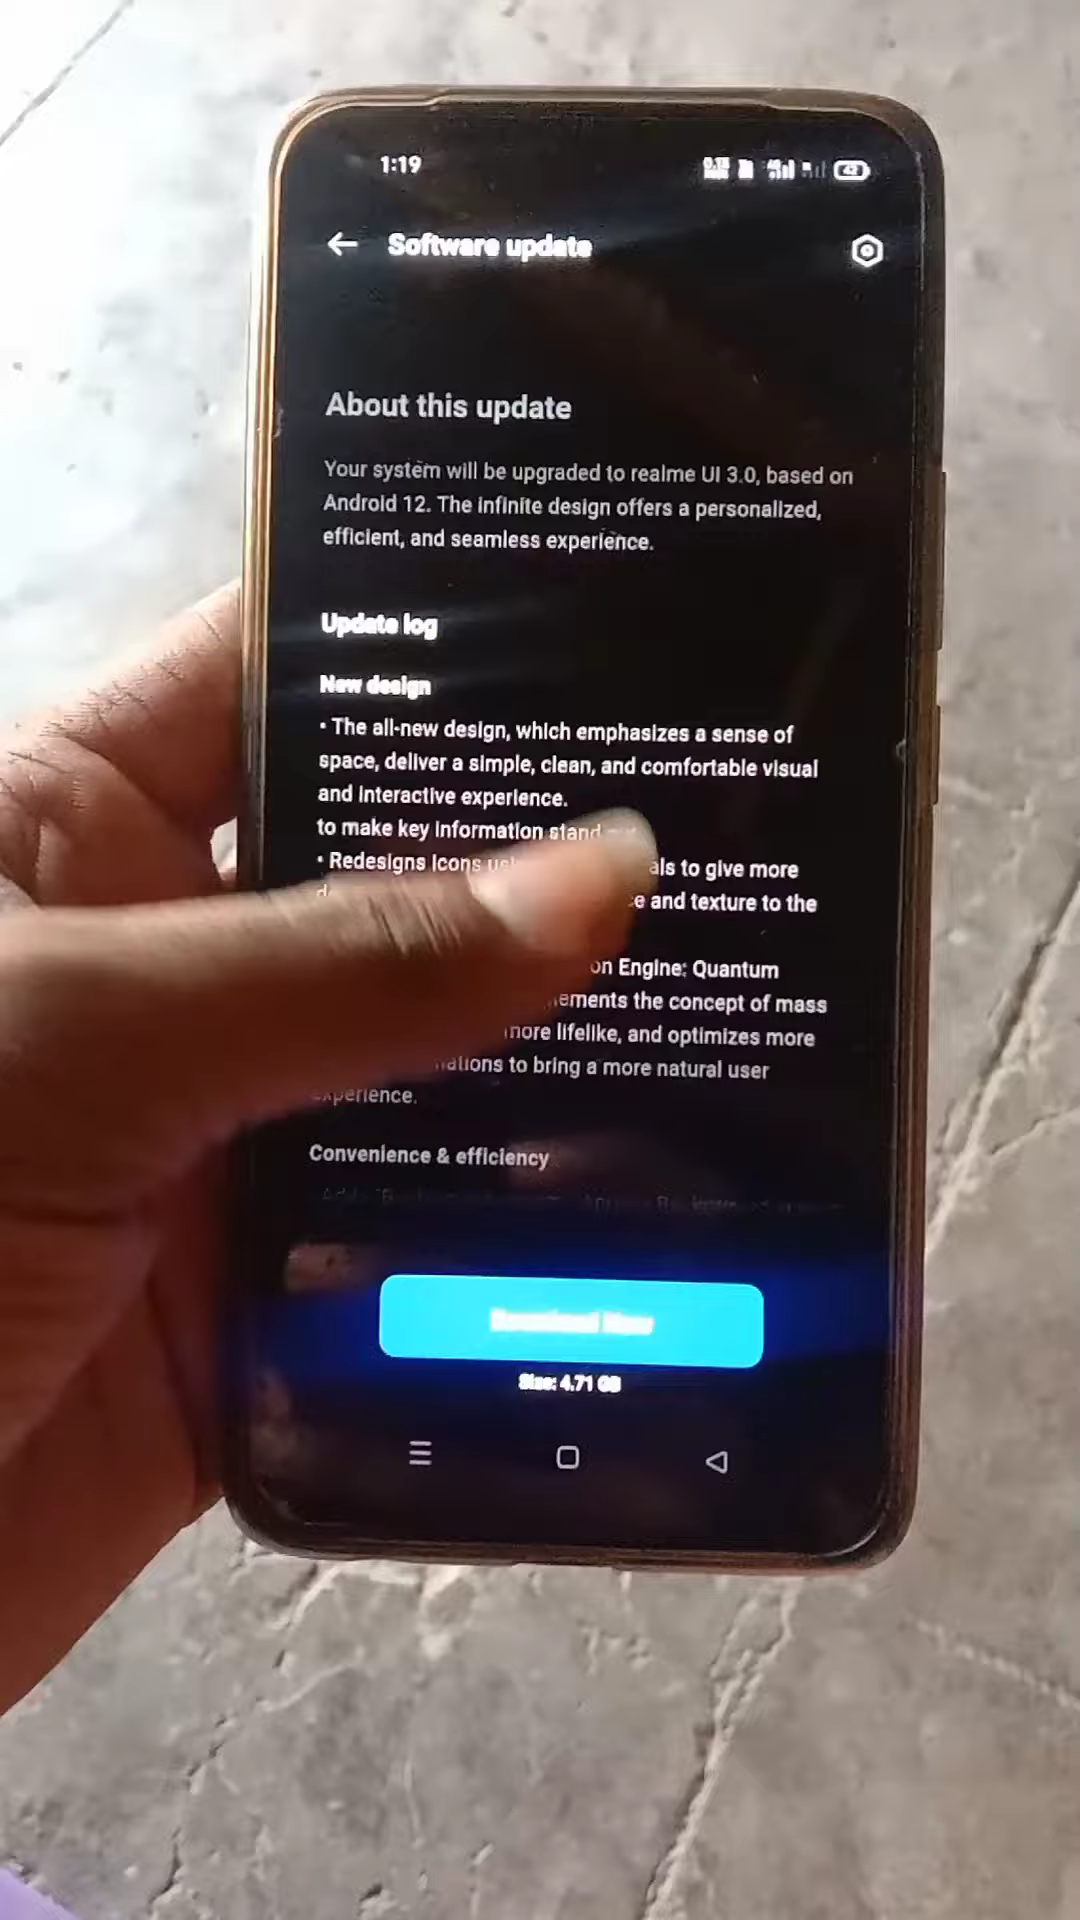 1:19
42
Software update
About this update
Your system will be upgraded to realme UI 3.0, based on
Android 12. The infinite design offers a personalized,
efficient, and seamless experience.
Update log
New design
• The all-new design, which emphasizes a sense of
space, deliver a simple, clean, and comfortable visual
and interactive experience.
to make key information stand
• Redesigns icons to give more
and texture to the
Engine: Quantum
the concept of mass
more lifelike, and optimizes more
to bring a more natural user
experience.
Convenience & efficiency
Download Now
Size: 4.71 GB